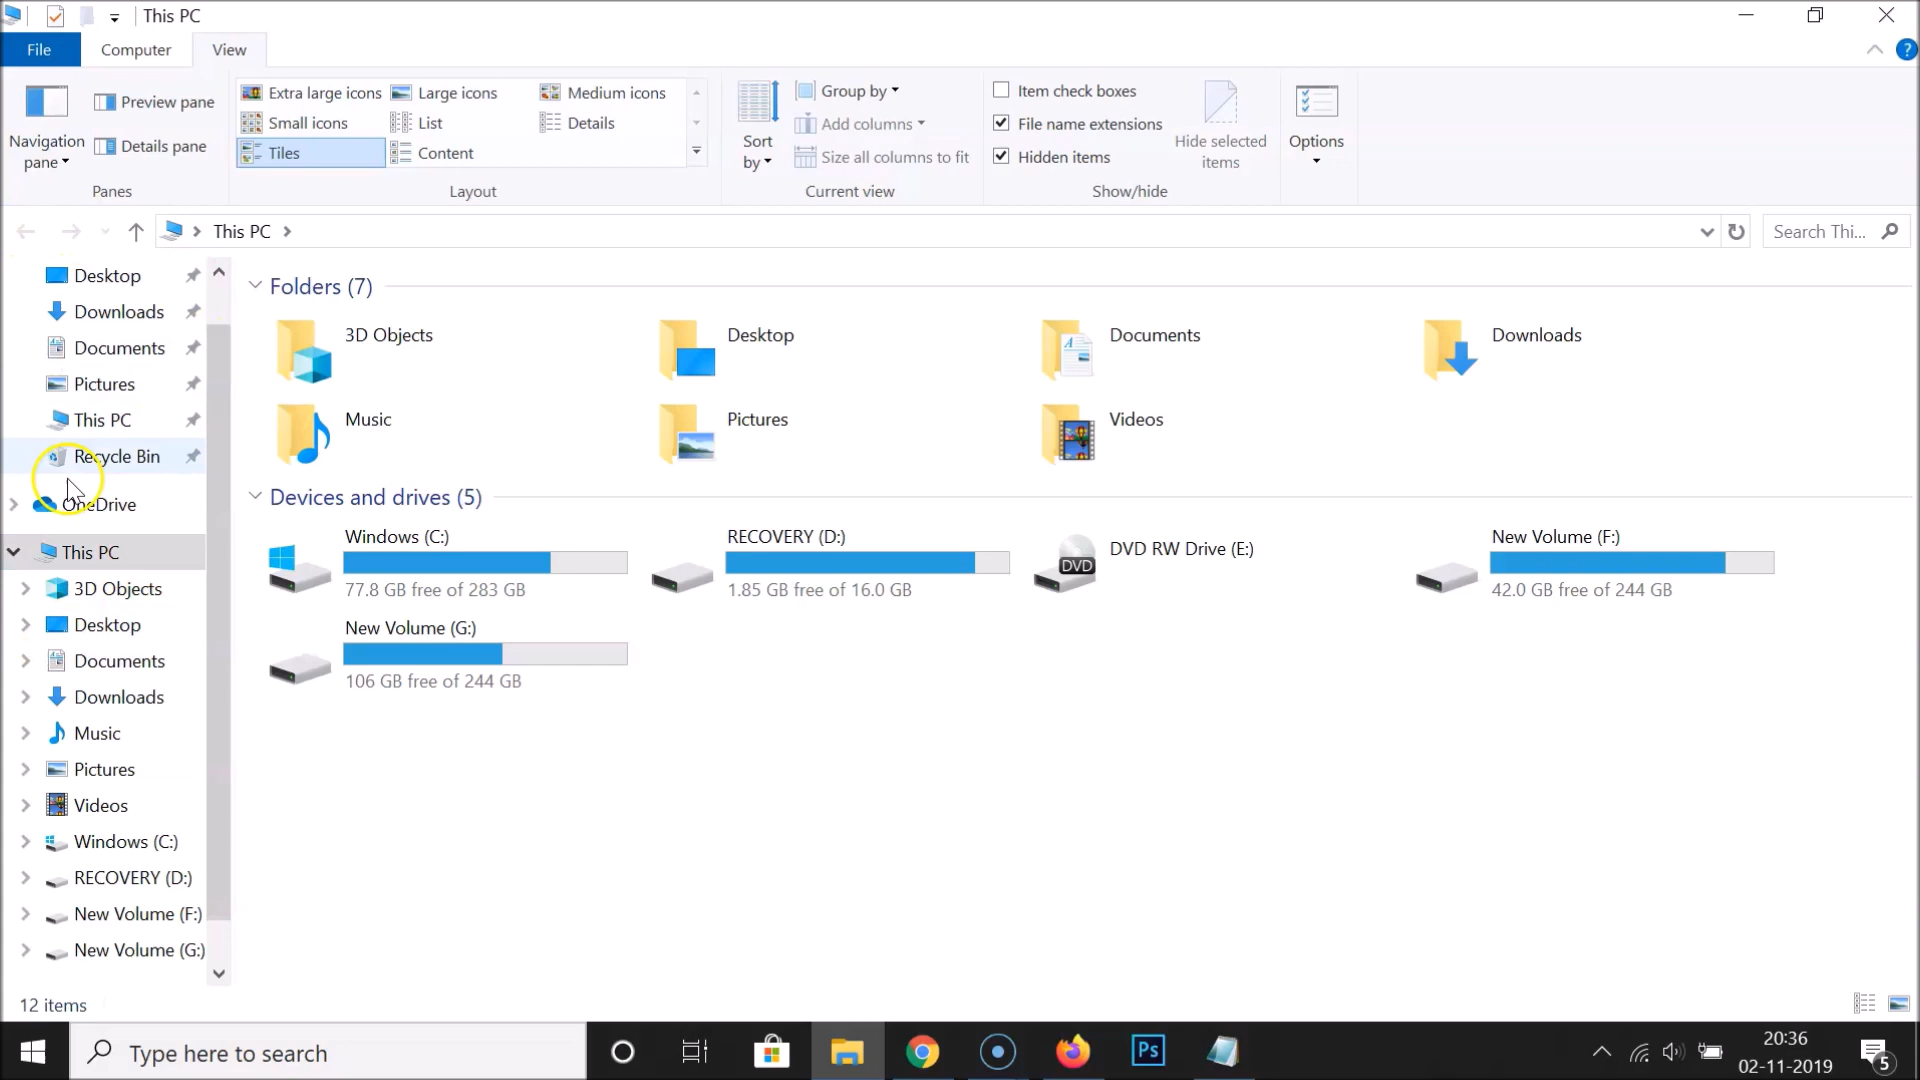 This PC
File
Computer
View
Navigation pane
Preview pane
Details pane
Panes
Extra large icons
Large icons
Medium icons
Small icons
List
Details
Tiles
Content
Layout
Sort by
Group by
Add columns
Size all columns to fit
Current view
Item check boxes
File name extensions
Hidden items
Hide selected items
Show/hide
Options
?
This PC
Search Thi...
Desktop
Downloads
Documents
Pictures
This PC
Recycle Bin
OneDrive
This PC
3D Objects
Desktop
Documents
Downloads
Music
Pictures
Videos
Windows (C:)
RECOVERY (D:)
New Volume (F:)
New Volume (G:)
Folders (7)
3D Objects
Desktop
Documents
Downloads
Music
Pictures
Videos
Devices and drives (5)
Windows (C:)
77.8 GB free of 283 GB
RECOVERY (D:)
1.85 GB free of 16.0 GB
DVD
DVD RW Drive (E:)
New Volume (F:)
42.0 GB free of 244 GB
New Volume (G:)
106 GB free of 244 GB
12 items
Type here to search
Ps
20:36
02-11-2019
5